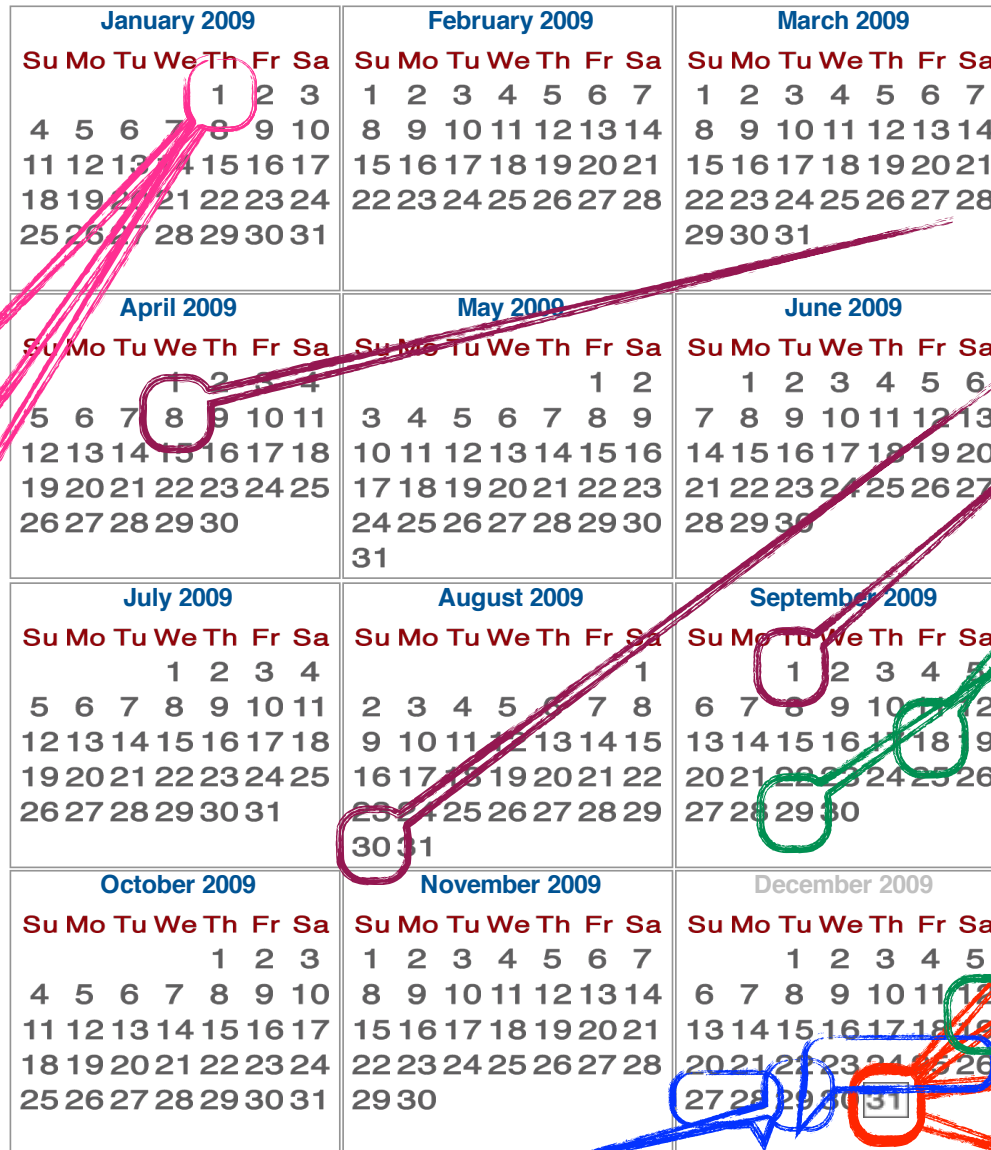 January 2009
Su Mo Tu We Th Fr Sa
1 2 3
4 5 6 7 8 9 10
11 12 13 14 15 16 17
18 19 20 21 22 23 24
25 26 27 28 29 30 31
February 2009
Su Mo Tu We Th Fr Sa
1 2 3 4 5 6 7
8 9 10 11 12 13 14
15 16 17 18 19 20 21
22 23 24 25 26 27 28
March 2009
Su Mo Tu We Th Fr Sa
1 2 3 4 5 6 7
8 9 10 11 12 13 14
15 16 17 18 19 20 21
22 23 24 25 26 27 28
29 30 31
April 2009
Su Mo Tu We Th Fr Sa
1 2 3 4
5 6 7 8 9 10 11
12 13 14 15 16 17 18
19 20 21 22 23 24 25
26 27 28 29 30
May 2009
Su Mo Tu We Th Fr Sa
1 2
3 4 5 6 7 8 9
10 11 12 13 14 15 16
17 18 19 20 21 22 23
24 25 26 27 28 29 30
31
June 2009
Su Mo Tu We Th Fr Sa
1 2 3 4 5 6
7 8 9 10 11 12 13
14 15 16 17 18 19 20
21 22 23 24 25 26 27
28 29 30
July 2009
Su Mo Tu We Th Fr Sa
1 2 3 4
5 6 7 8 9 10 11
12 13 14 15 16 17 18
19 20 21 22 23 24 25
26 27 28 29 30 31
August 2009
Su Mo Tu We Th Fr Sa
1
2 3 4 5 6 7 8
9 10 11 12 13 14 15
16 17 18 19 20 21 22
23 24 25 26 27 28 29
30 31
September 2009
Su Mo Tu We Th Fr Sa
1 2 3 4 5
6 7 8 9 10 11 12
13 14 15 16 17 18 19
20 21 22 23 24 25 26
27 28 29 30
October 2009
Su Mo Tu We Th Fr Sa
1 2 3
4 5 6 7 8 9 10
11 12 13 14 15 16 17
18 19 20 21 22 23 24
25 26 27 28 29 30 31
November 2009
Su Mo Tu We Th Fr Sa
1 2 3 4 5 6 7
8 9 10 11 12 13 14
15 16 17 18 19 20 21
22 23 24 25 26 27 28
29 30
December 2009
Su Mo Tu We Th Fr Sa
1 2 3 4 5
6 7 8 9 10 11 12
13 14 15 16 17 18 19
20 21 22 23 24 25 26
27 28 29 30 31